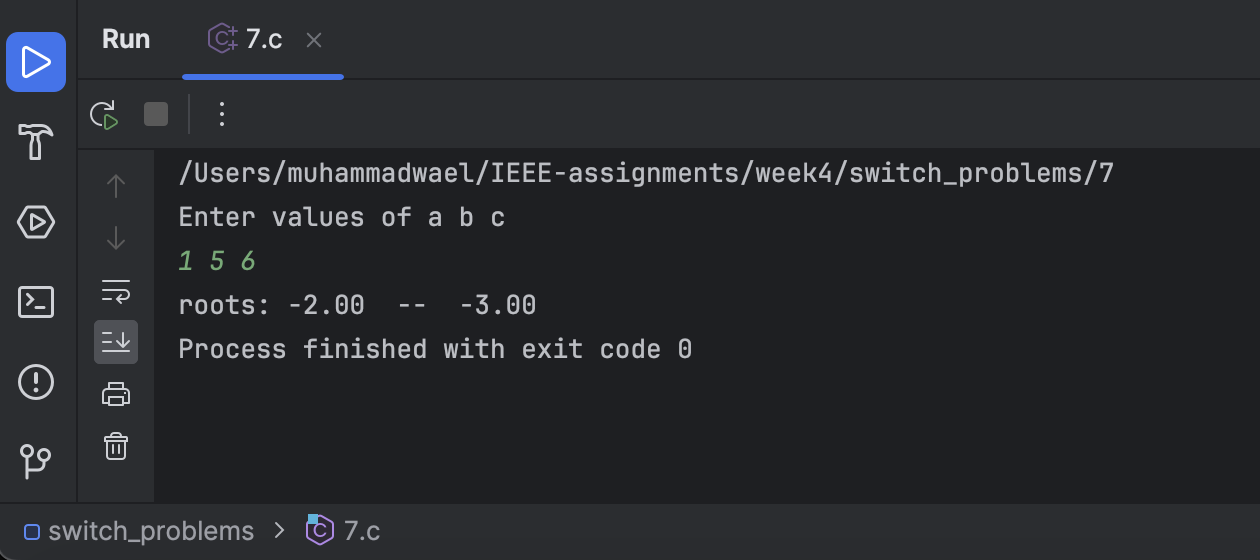 Run 7.c
/Users/muhammadwael/IEEE-assignments/week4/switch_problems/7
Enter values of a b c
1 5 6
roots: -2.00  --  -3.00
Process finished with exit code 0
switch_problems > 7.c